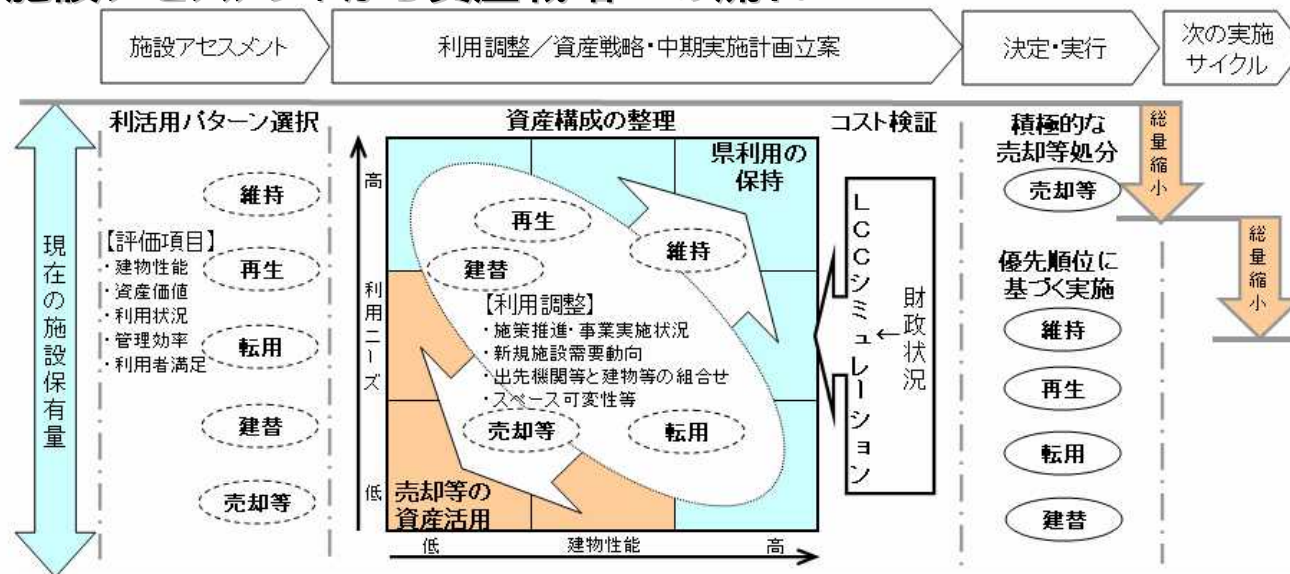 施設アセスメント
利用調整／資産戦略・中期実施計画立案
決定・実行
次の実施
サイクル
現在の施設保有量
利活用パターン選択
維持
【評価項目】
・建物性能
・資産価値
・利用状況
・管理効率
・利用者満足
再生
転用
建替
売却等
資産構成の整理
高
利用ニーズ
低
県利用の
保持
再生
維持
建替
【利用調整】
・施策推進・事業実施状況
・新規施設需要動向
・出先機関等と建物等の組合せ
・スペース可変性等
売却等
転用
売却等の
資産活用
低
建物性能
高
コスト検証
LCCシミュレーション
←
財政状況
積極的な
売却等処分
売却等
優先順位に
基づく実施
維持
再生
転用
建替
総量縮小
総量縮小